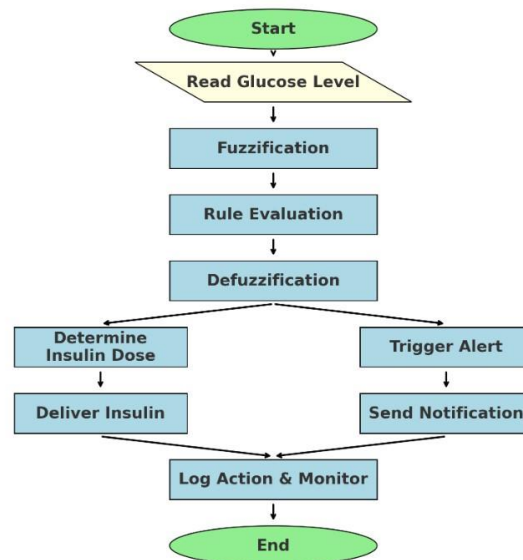 Start
Read Glucose Level
Fuzzification
Rule Evaluation
Defuzzification
Determine
Insulin Dose
Trigger Alert
Deliver Insulin
Send Notification
Log Action & Monitor
End